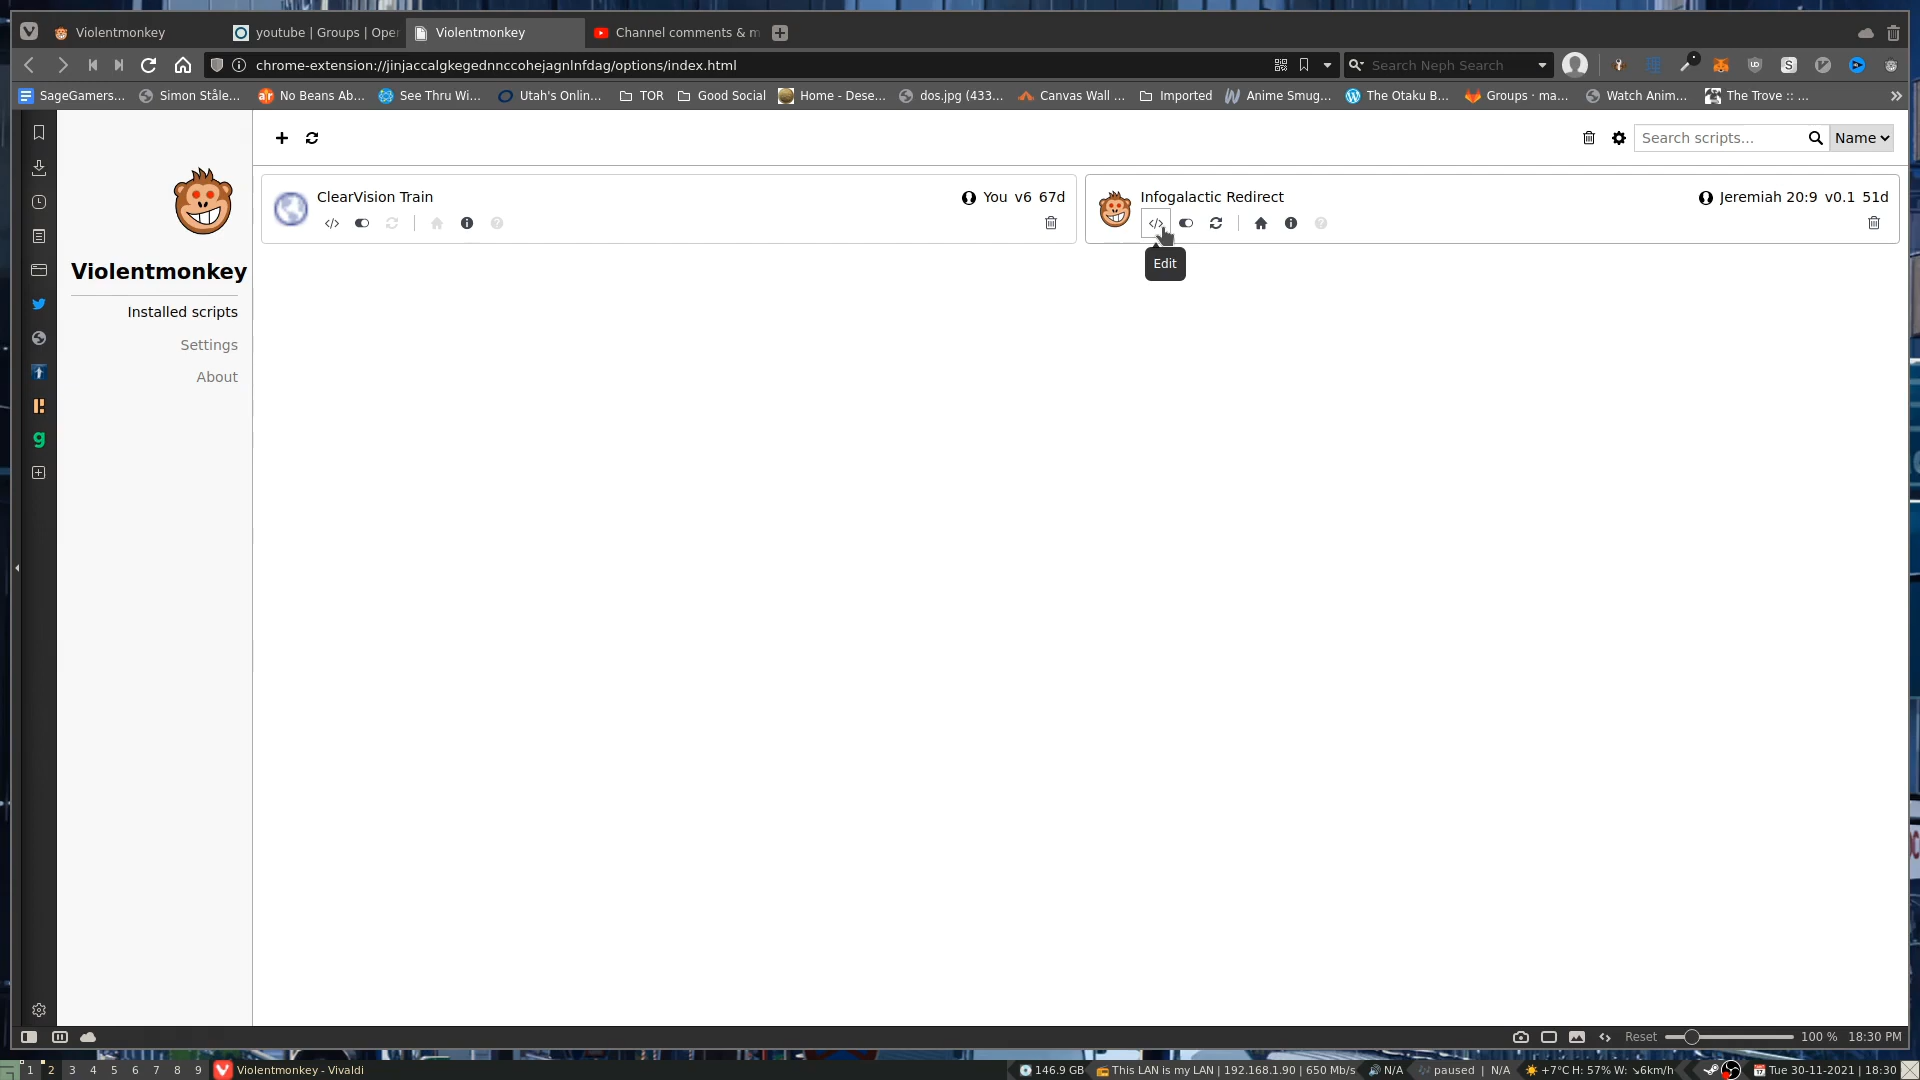 Violentmonkey
youtube | Groups | Oper
Violentmonkey
Channel comments & m
chrome-extension://jinjaccalgkegednnccohejagnlnfdag/options/index.html
Search Neph Search
SageGamers...
Simon Ståle...
No Beans Ab...
See Thru Wi...
Utah's Onlin...
TOR
Good Social
Home - Dese...
dos.jpg (433...
Canvas Wall ...
Imported
Anime Smug...
The Otaku B...
Groups · ma...
Watch Anim...
The Trove :: ...
Search scripts...
Name
ClearVision Train
You v6 67d
Infogalactic Redirect
Jeremiah 20:9 v0.1 51d
Edit
Violentmonkey
Installed scripts
Settings
About
Reset
100 %
18:30 PM
1 2 3 4 5 6 7 8 9
Violentmonkey - Vivaldi
146.9 GB
This LAN is my LAN | 192.168.1.90 | 650 Mb/s
N/A
paused | N/A
+7°C H: 57% W: ↘6km/h
Tue 30-11-2021 | 18:30